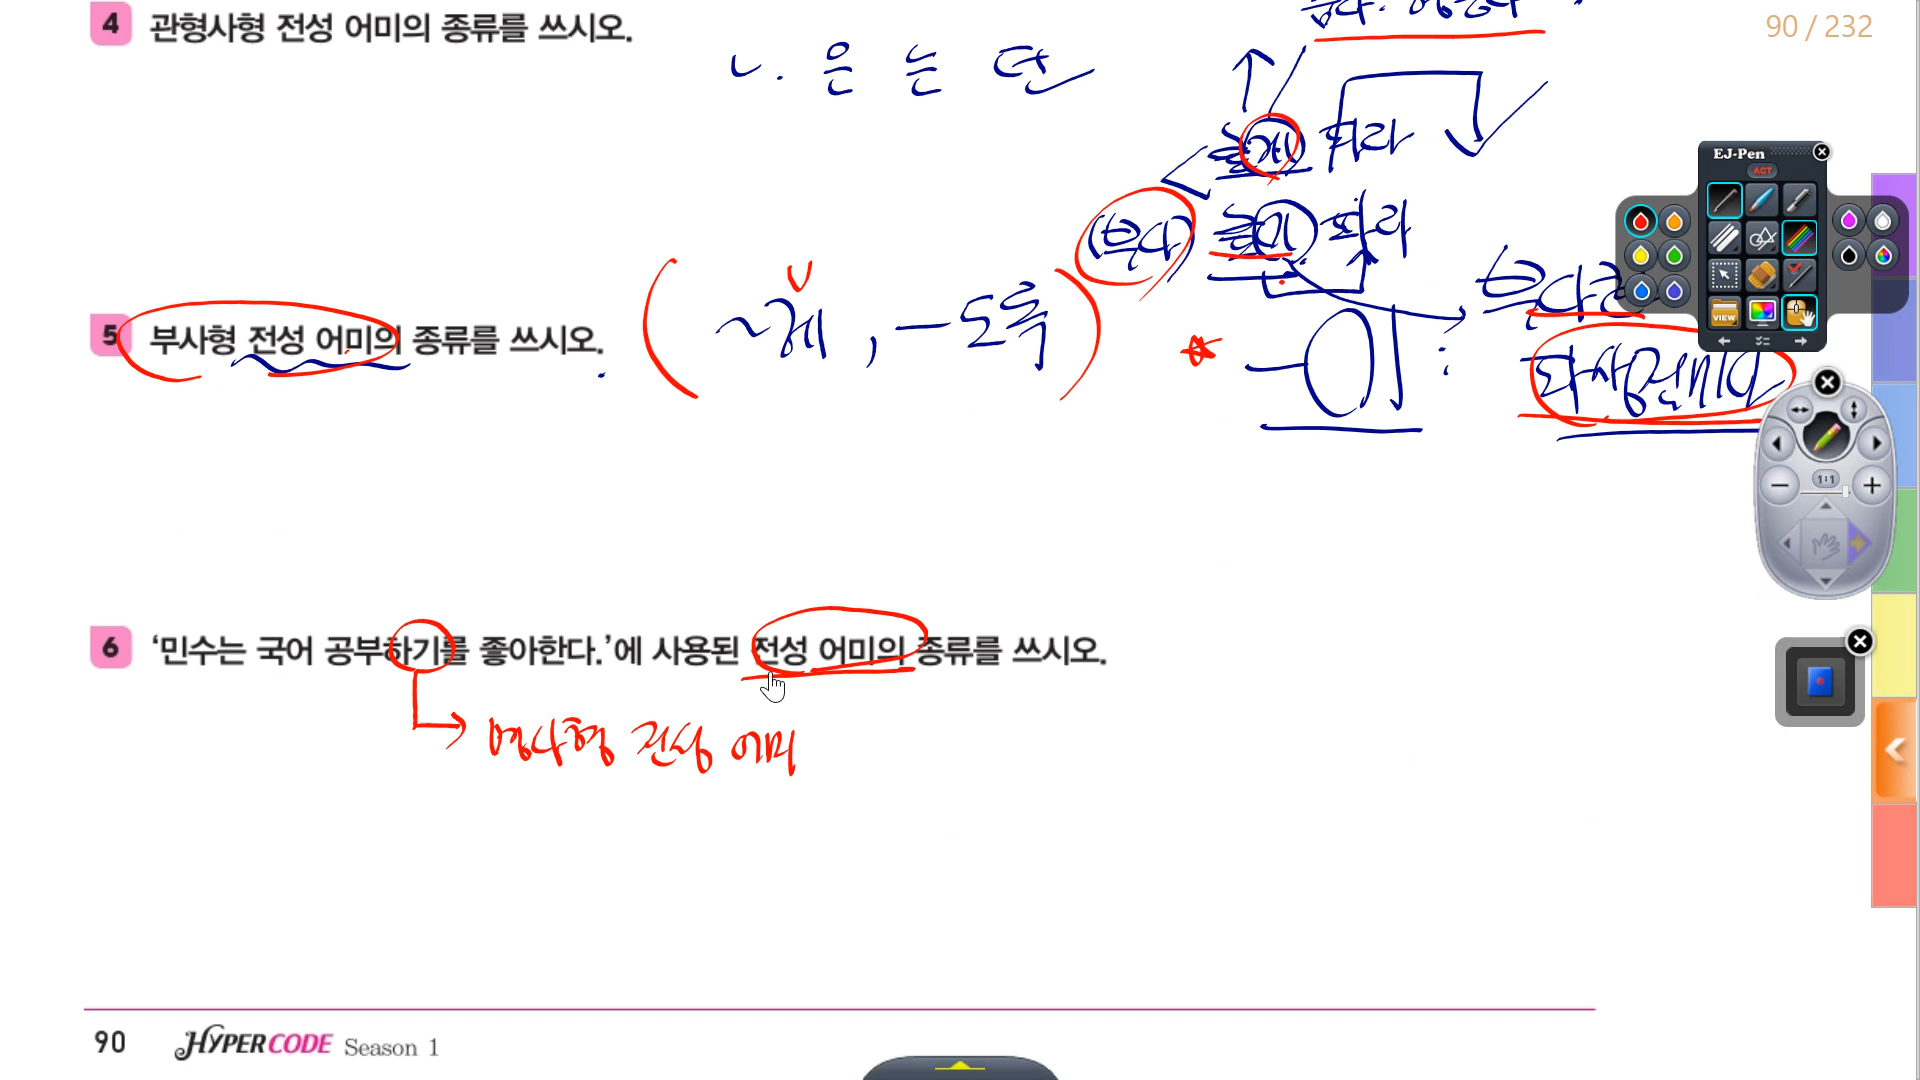 90 / 232
4 관형사형 전성 어미의 종류를 쓰시오.
ㄴ. 은 는 던
EJ-Pen
ACT
(부사)
5 부사형 전성 어미의 종류를 쓰시오.
~게, -도록
-이 :
VIEW
1:1
6 ‘민수는 국어 공부하기를 좋아한다.’에 사용된 전성 어미의 종류를 쓰시오.
명사형 전성 어미
90 HYPERCODE Season 1